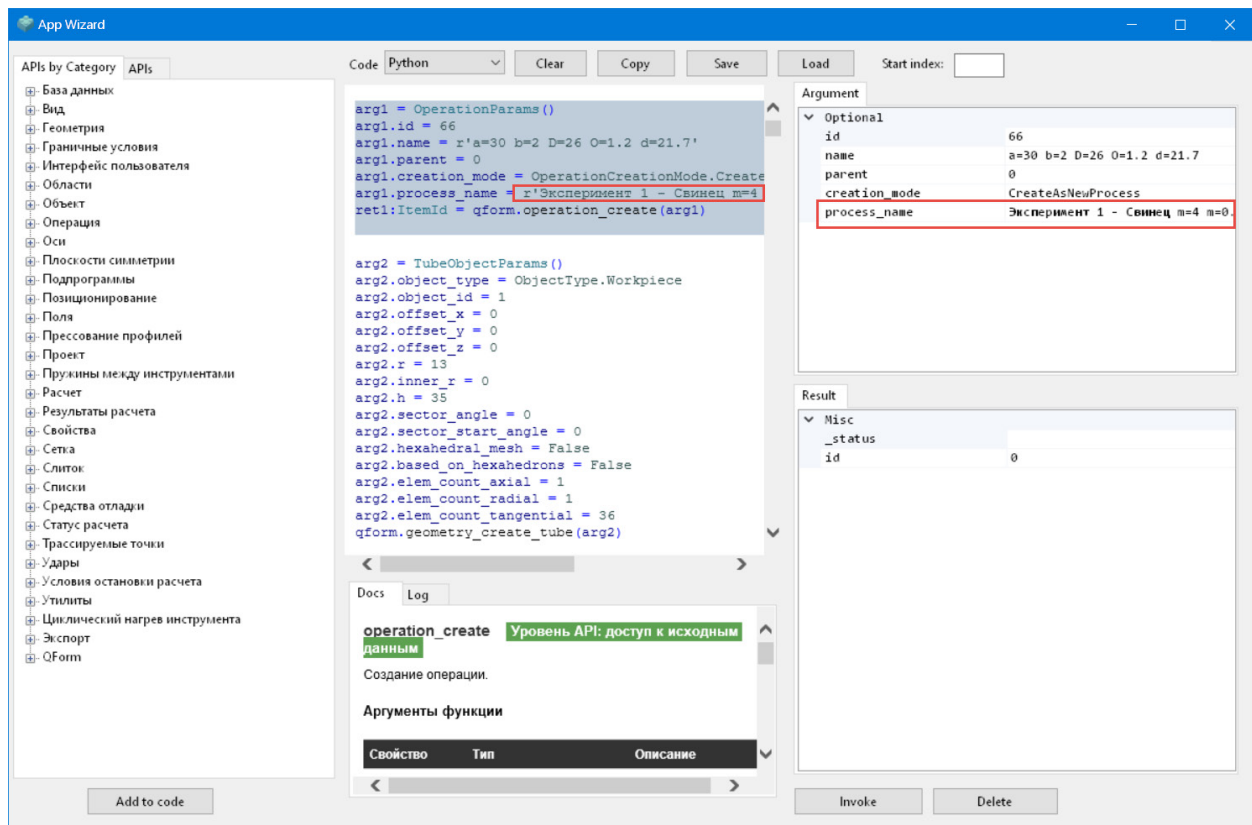 App Wizard
APIs by Category APIs
База данных
Вид
Геометрия
Граничные условия
Интерфейс пользователя
Области
Объект
Операция
Оси
Плоскости симметрии
Подпрограммы
Позиционирование
Поля
Прессование профилей
Проект
Пружины между инструментами
Расчет
Результаты расчета
Свойства
Сетка
Слиток
Списки
Средства отладки
Статус расчета
Трассируемые точки
Удары
Условия остановки расчета
Утилиты
Циклический нагрев инструмента
Экспорт
QForm
Add to code
Code Python Clear Copy Save Load Start index:
arg1 = OperationParams()
arg1.id = 66
arg1.name = r'a=30 b=2 D=26 O=1.2 d=21.7'
arg1.parent = 0
arg1.creation_mode = OperationCreationMode.Create
arg1.process_name = r'Эксперимент 1 - Свинец m=4
ret1:ItemId = qform.operation_create(arg1)
arg2 = TubeObjectParams()
arg2.object_type = ObjectType.Workpiece
arg2.object_id = 1
arg2.offset_x = 0
arg2.offset_y = 0
arg2.offset_z = 0
arg2.r = 13
arg2.inner_r = 0
arg2.h = 35
arg2.sector_angle = 0
arg2.sector_start_angle = 0
arg2.hexahedral_mesh = False
arg2.based_on_hexahedrons = False
arg2.elem_count_axial = 1
arg2.elem_count_radial = 1
arg2.elem_count_tangential = 36
qform.geometry_create_tube(arg2)
Docs Log
operation_create Уровень API: доступ к исходным
данным
Создание операции.
Аргументы функции
Свойство Тип Описание
Argument
Optional
id 66
name a=30 b=2 D=26 O=1.2 d=21.7
parent 0
creation_mode CreateAsNewProcess
process_name Эксперимент 1 - Свинец m=4 m=0.
Result
Misc
_status
id 0
Invoke Delete